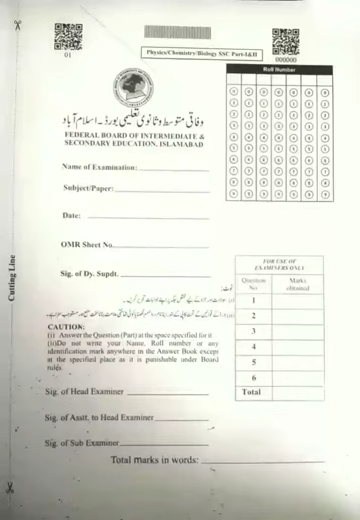 01
Physics/Chemistry/Biology SSC Part-I&II
000000
Roll Number
وفاقی متوسط و ثانوی تعلیمی بورڈ۔ اسلام آباد
FEDERAL BOARD OF INTERMEDIATE &
SECONDARY EDUCATION, ISLAMABAD
Name of Examination:
Subject/Paper:
Date:
OMR Sheet No.
Sig. of Dy. Supdt.
FOR USE OF
EXAMINERS ONLY
Question No
Marks obtained
1
2
3
4
5
6
Total
نوٹ:
CAUTION:
(i) Answer the Question (Part) at the space specified for it
(ii)Do not write your Name, Roll number or any
identification mark anywhere in the Answer Book except
at the specified place as it is punishable under Board
rules.
Sig. of Head Examiner
Sig. of Asstt. to Head Examiner
Sig. of Sub Examiner
Total marks in words:
Cutting Line